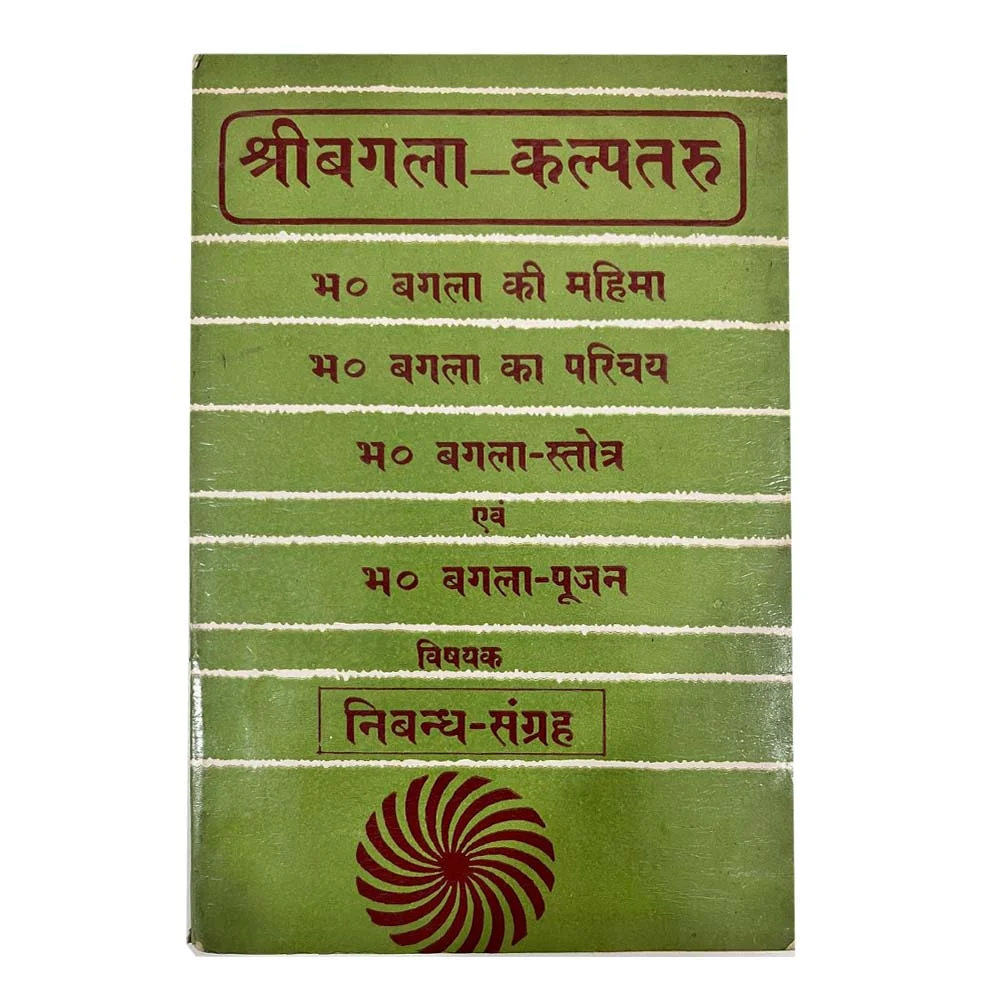 श्रीबगला–कल्पतरु
भ० बगला की महिमा
भ० बगला का परिचय
भ० बगला-स्तोत्र
एवं
भ० बगला-पूजन
विषयक
निबन्ध-संग्रह